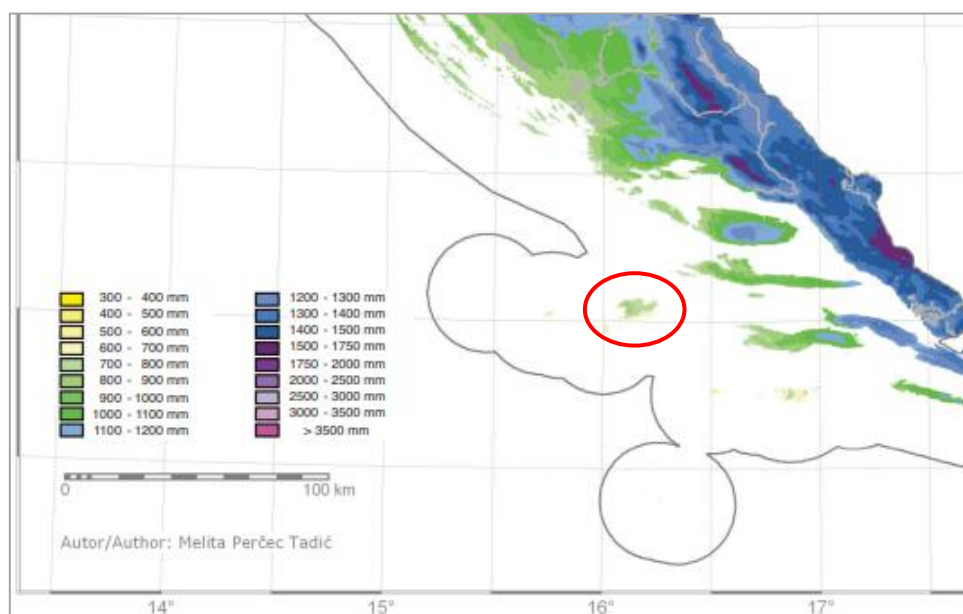 300 - 400 mm
400 - 500 mm
500 - 600 mm
600 - 700 mm
700 - 800 mm
800 - 900 mm
900 - 1000 mm
1000 - 1100 mm
1100 - 1200 mm
1200 - 1300 mm
1300 - 1400 mm
1400 - 1500 mm
1500 - 1750 mm
1750 - 2000 mm
2000 - 2500 mm
2500 - 3000 mm
3000 - 3500 mm
> 3500 mm
0 100 km
Autor/Author: Melita Perčec Tadić
14° 15° 16° 17°